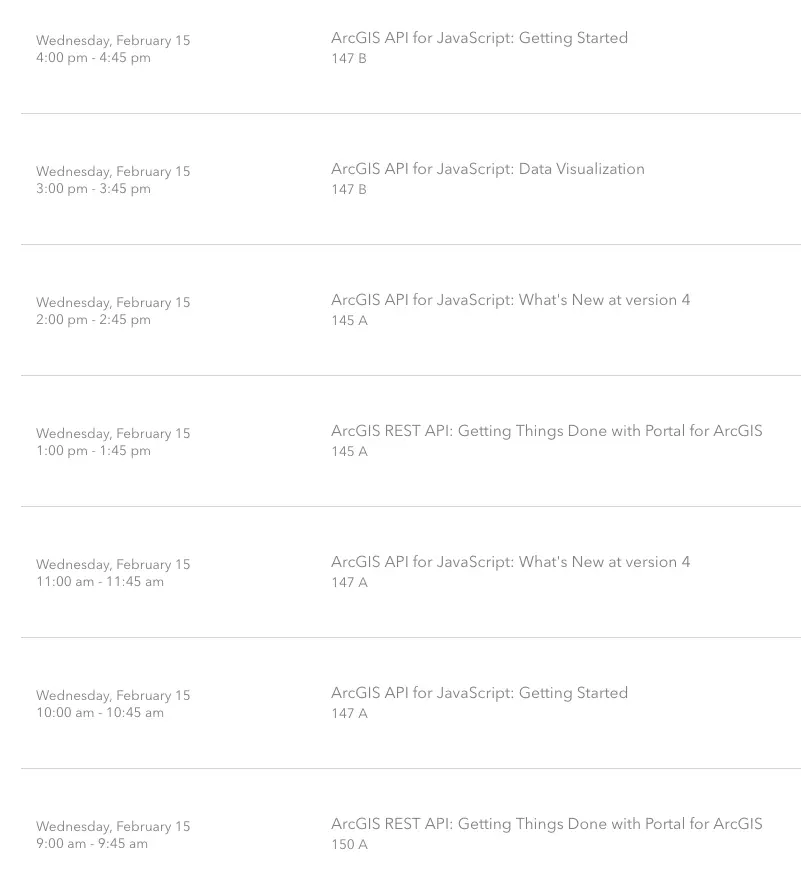 Wednesday, February 15
4:00 pm - 4:45 pm
ArcGIS API for JavaScript: Getting Started
147 B
Wednesday, February 15
3:00 pm - 3:45 pm
ArcGIS API for JavaScript: Data Visualization
147 B
Wednesday, February 15
2:00 pm - 2:45 pm
ArcGIS API for JavaScript: What's New at version 4
145 A
Wednesday, February 15
1:00 pm - 1:45 pm
ArcGIS REST API: Getting Things Done with Portal for ArcGIS
145 A
Wednesday, February 15
11:00 am - 11:45 am
ArcGIS API for JavaScript: What's New at version 4
147 A
Wednesday, February 15
10:00 am - 10:45 am
ArcGIS API for JavaScript: Getting Started
147 A
Wednesday, February 15
9:00 am - 9:45 am
ArcGIS REST API: Getting Things Done with Portal for ArcGIS
150 A